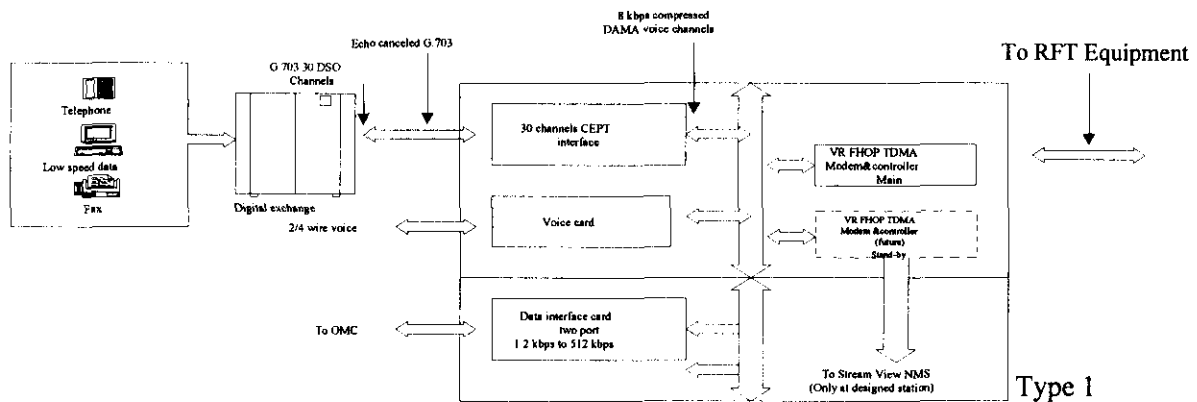 8 kbps compressed
DAMA voice channels
Echo canceled G.703
To RFT Equipment
G 703 30 DSO
Channels
Telephone
Low speed data
Fax
Digital exchange
2/4 wire voice
30 channels CEPT
interface
VR FHOP TDMA
Modem&controller
Main
Voice card
VR FHOP TDMA
Modem &controller
(future)
Stand-by
To OMC
Data interface card
two port
1 2 kbps to 512 kbps
To Stream View NMS
(Only at designed station)
Type 1